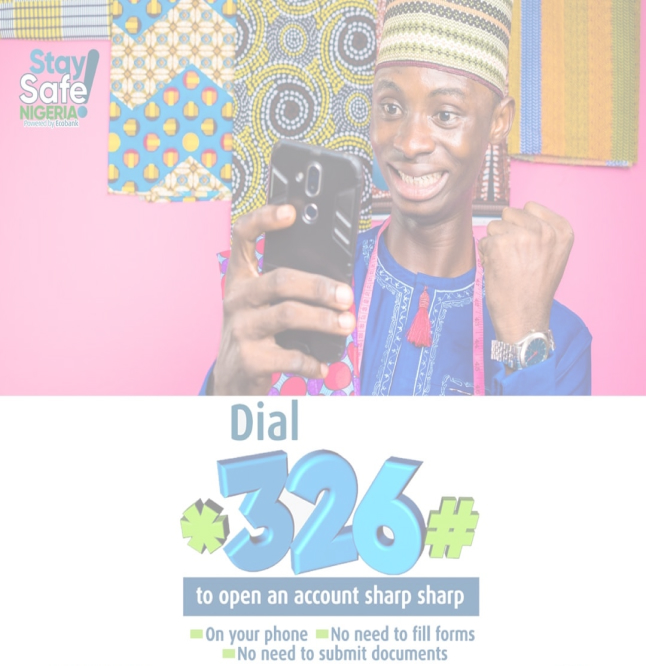 Stay
Safe!
NIGERIA
Powered by Ecobank
Dial
*326#
to open an account sharp sharp
On your phone No need to fill forms
No need to submit documents